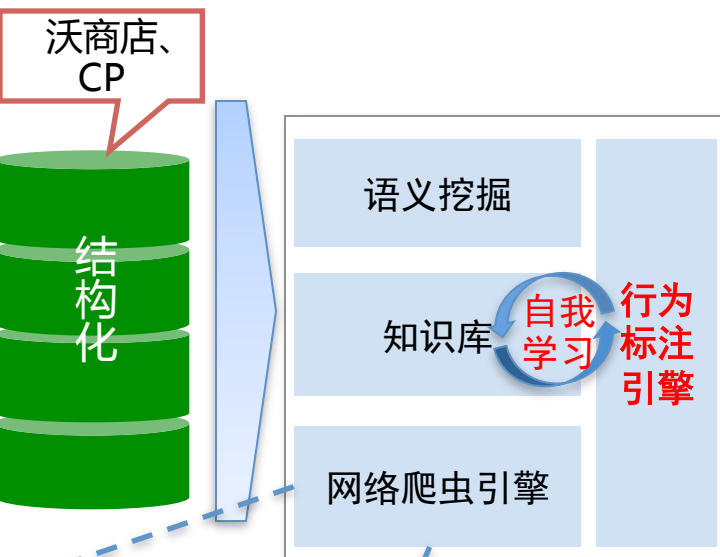 沃商店、
CP
结
构
化
语义挖掘
知识库
自我
学习
行为
标注
引擎
网络爬虫引擎